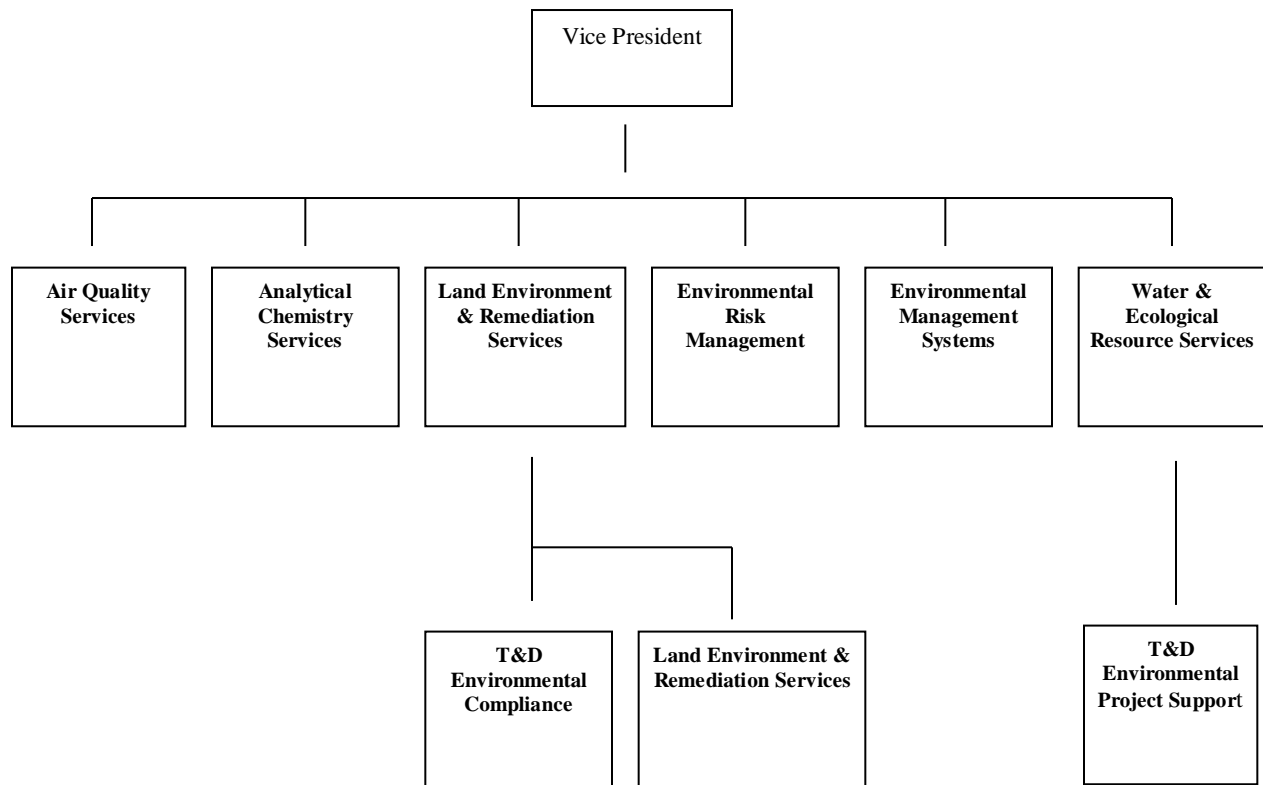 Vice President
Air Quality
Services
Analytical
Chemistry
Services
Land Environment
& Remediation
Services
Environmental
Risk
Management
Environmental
Management
Systems
Water &
Ecological
Resource Services
T&D
Environmental
Compliance
Land Environment &
Remediation Services
T&D
Environmental
Project Support